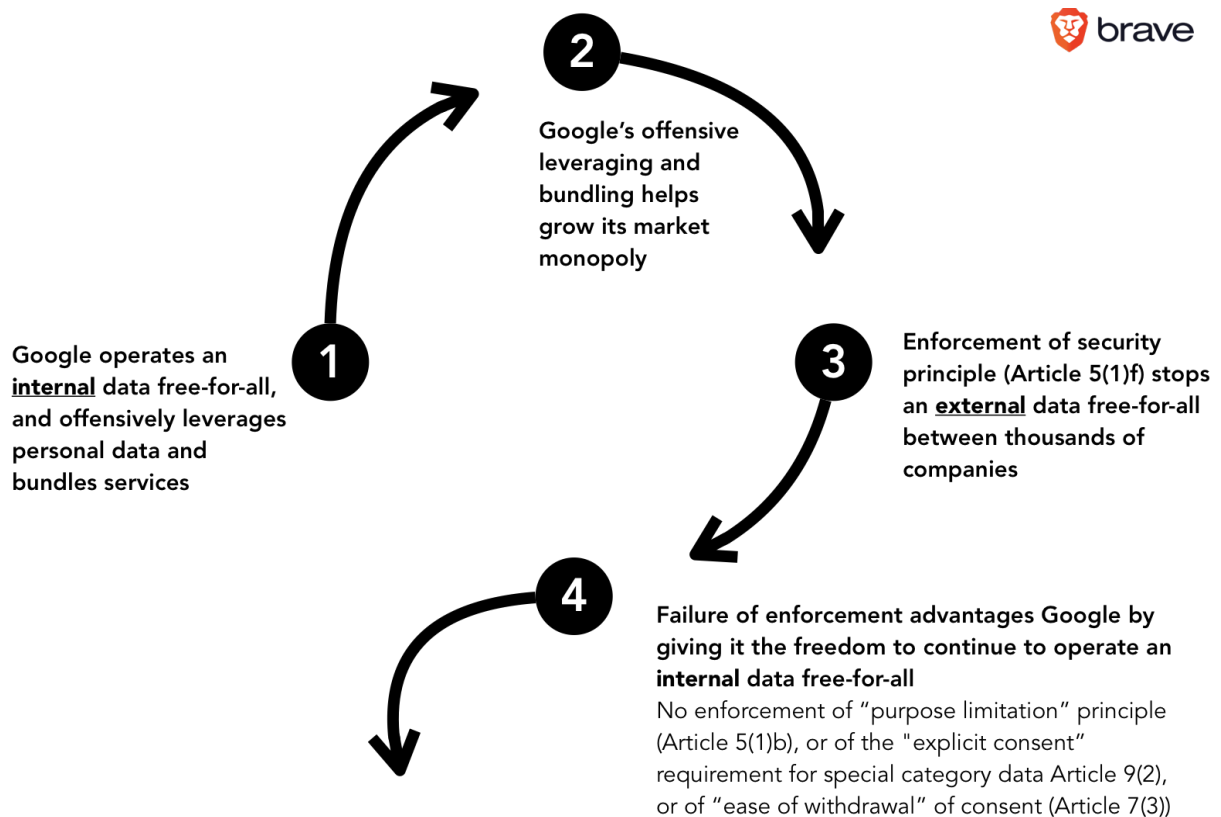 brave
2
Google’s offensive
leveraging and
bundling helps
grow its market
monopoly
1
Google operates an
internal data free-for-all,
and offensively leverages
personal data and
bundles services
3
Enforcement of security
principle (Article 5(1)f) stops
an external data free-for-all
between thousands of
companies
4
Failure of enforcement advantages Google by
giving it the freedom to continue to operate an
internal data free-for-all
No enforcement of “purpose limitation” principle
(Article 5(1)b), or of the "explicit consent”
requirement for special category data Article 9(2),
or of “ease of withdrawal” of consent (Article 7(3))